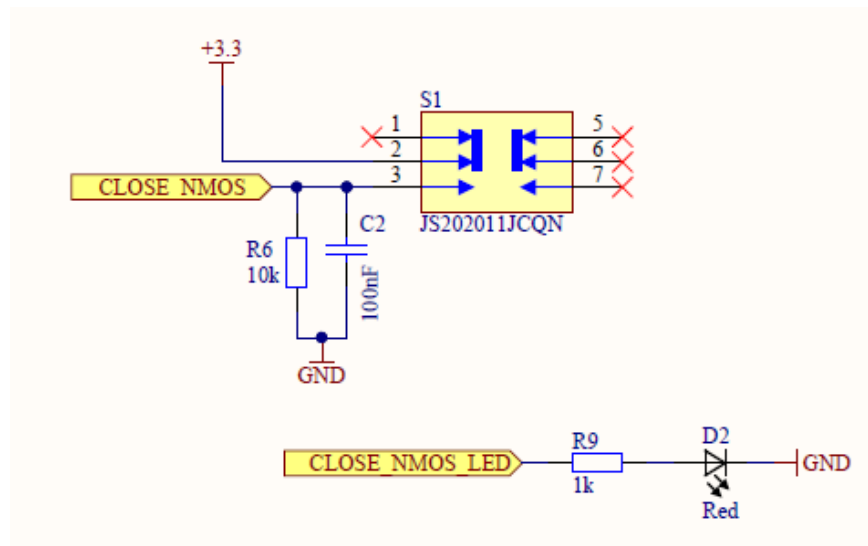 +3.3
S1
1
5
2
6
CLOSE_NMOS
3
7
C2
JS202011JCQN
R6
10k
100nF
GND
R9
D2
CLOSE_NMOS_LED
GND
1k
Red